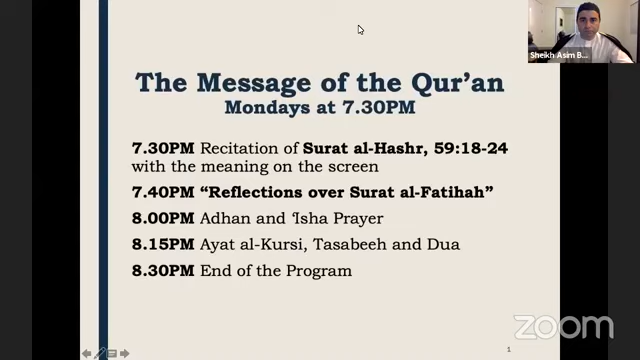 Sheikh Asim B...
The Message of the Qur'an
Mondays at 7.30PM
7.30PM Recitation of Surat al-Hashr, 59:18-24
with the meaning on the screen
7.40PM “Reflections over Surat al-Fatihah”
8.00PM Adhan and ‘Isha Prayer
8.15PM Ayat al-Kursi, Tasabeeh and Dua
8.30PM End of the Program
1
zoom